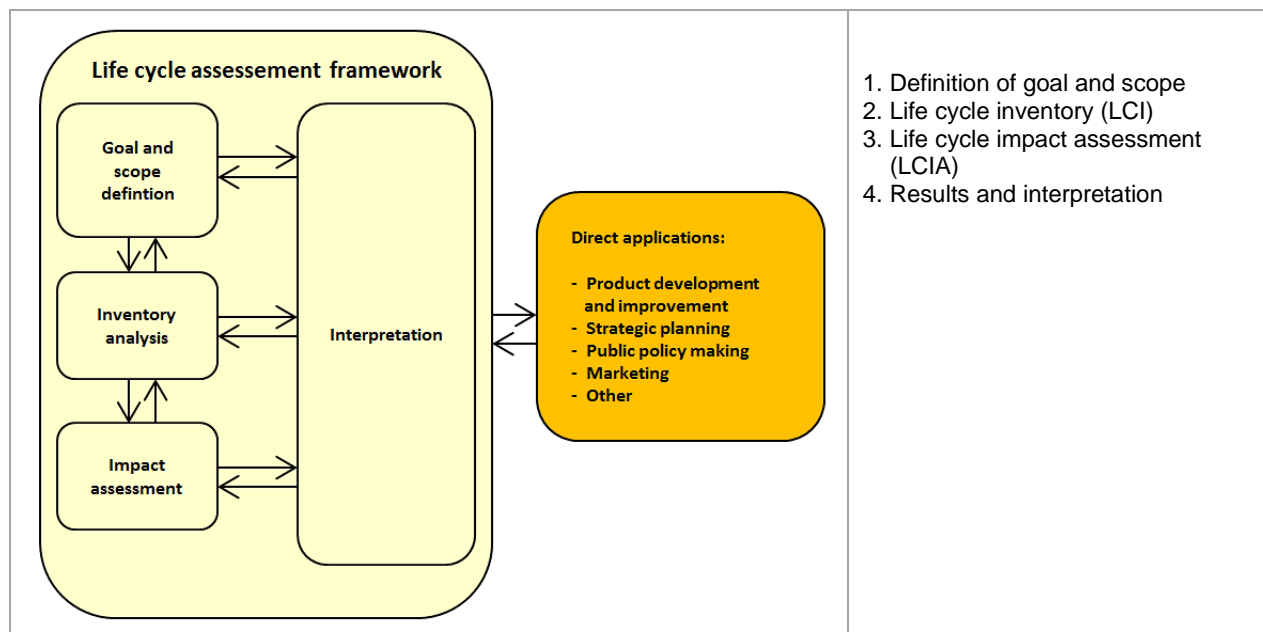 Life cycle assessement framework
Goal and
scope
defintion
Inventory
analysis
Impact
assessment
Interpretation
Direct applications:
- Product development
and improvement
- Strategic planning
- Public policy making
- Marketing
- Other
1. Definition of goal and scope
2. Life cycle inventory (LCI)
3. Life cycle impact assessment
(LCIA)
4. Results and interpretation